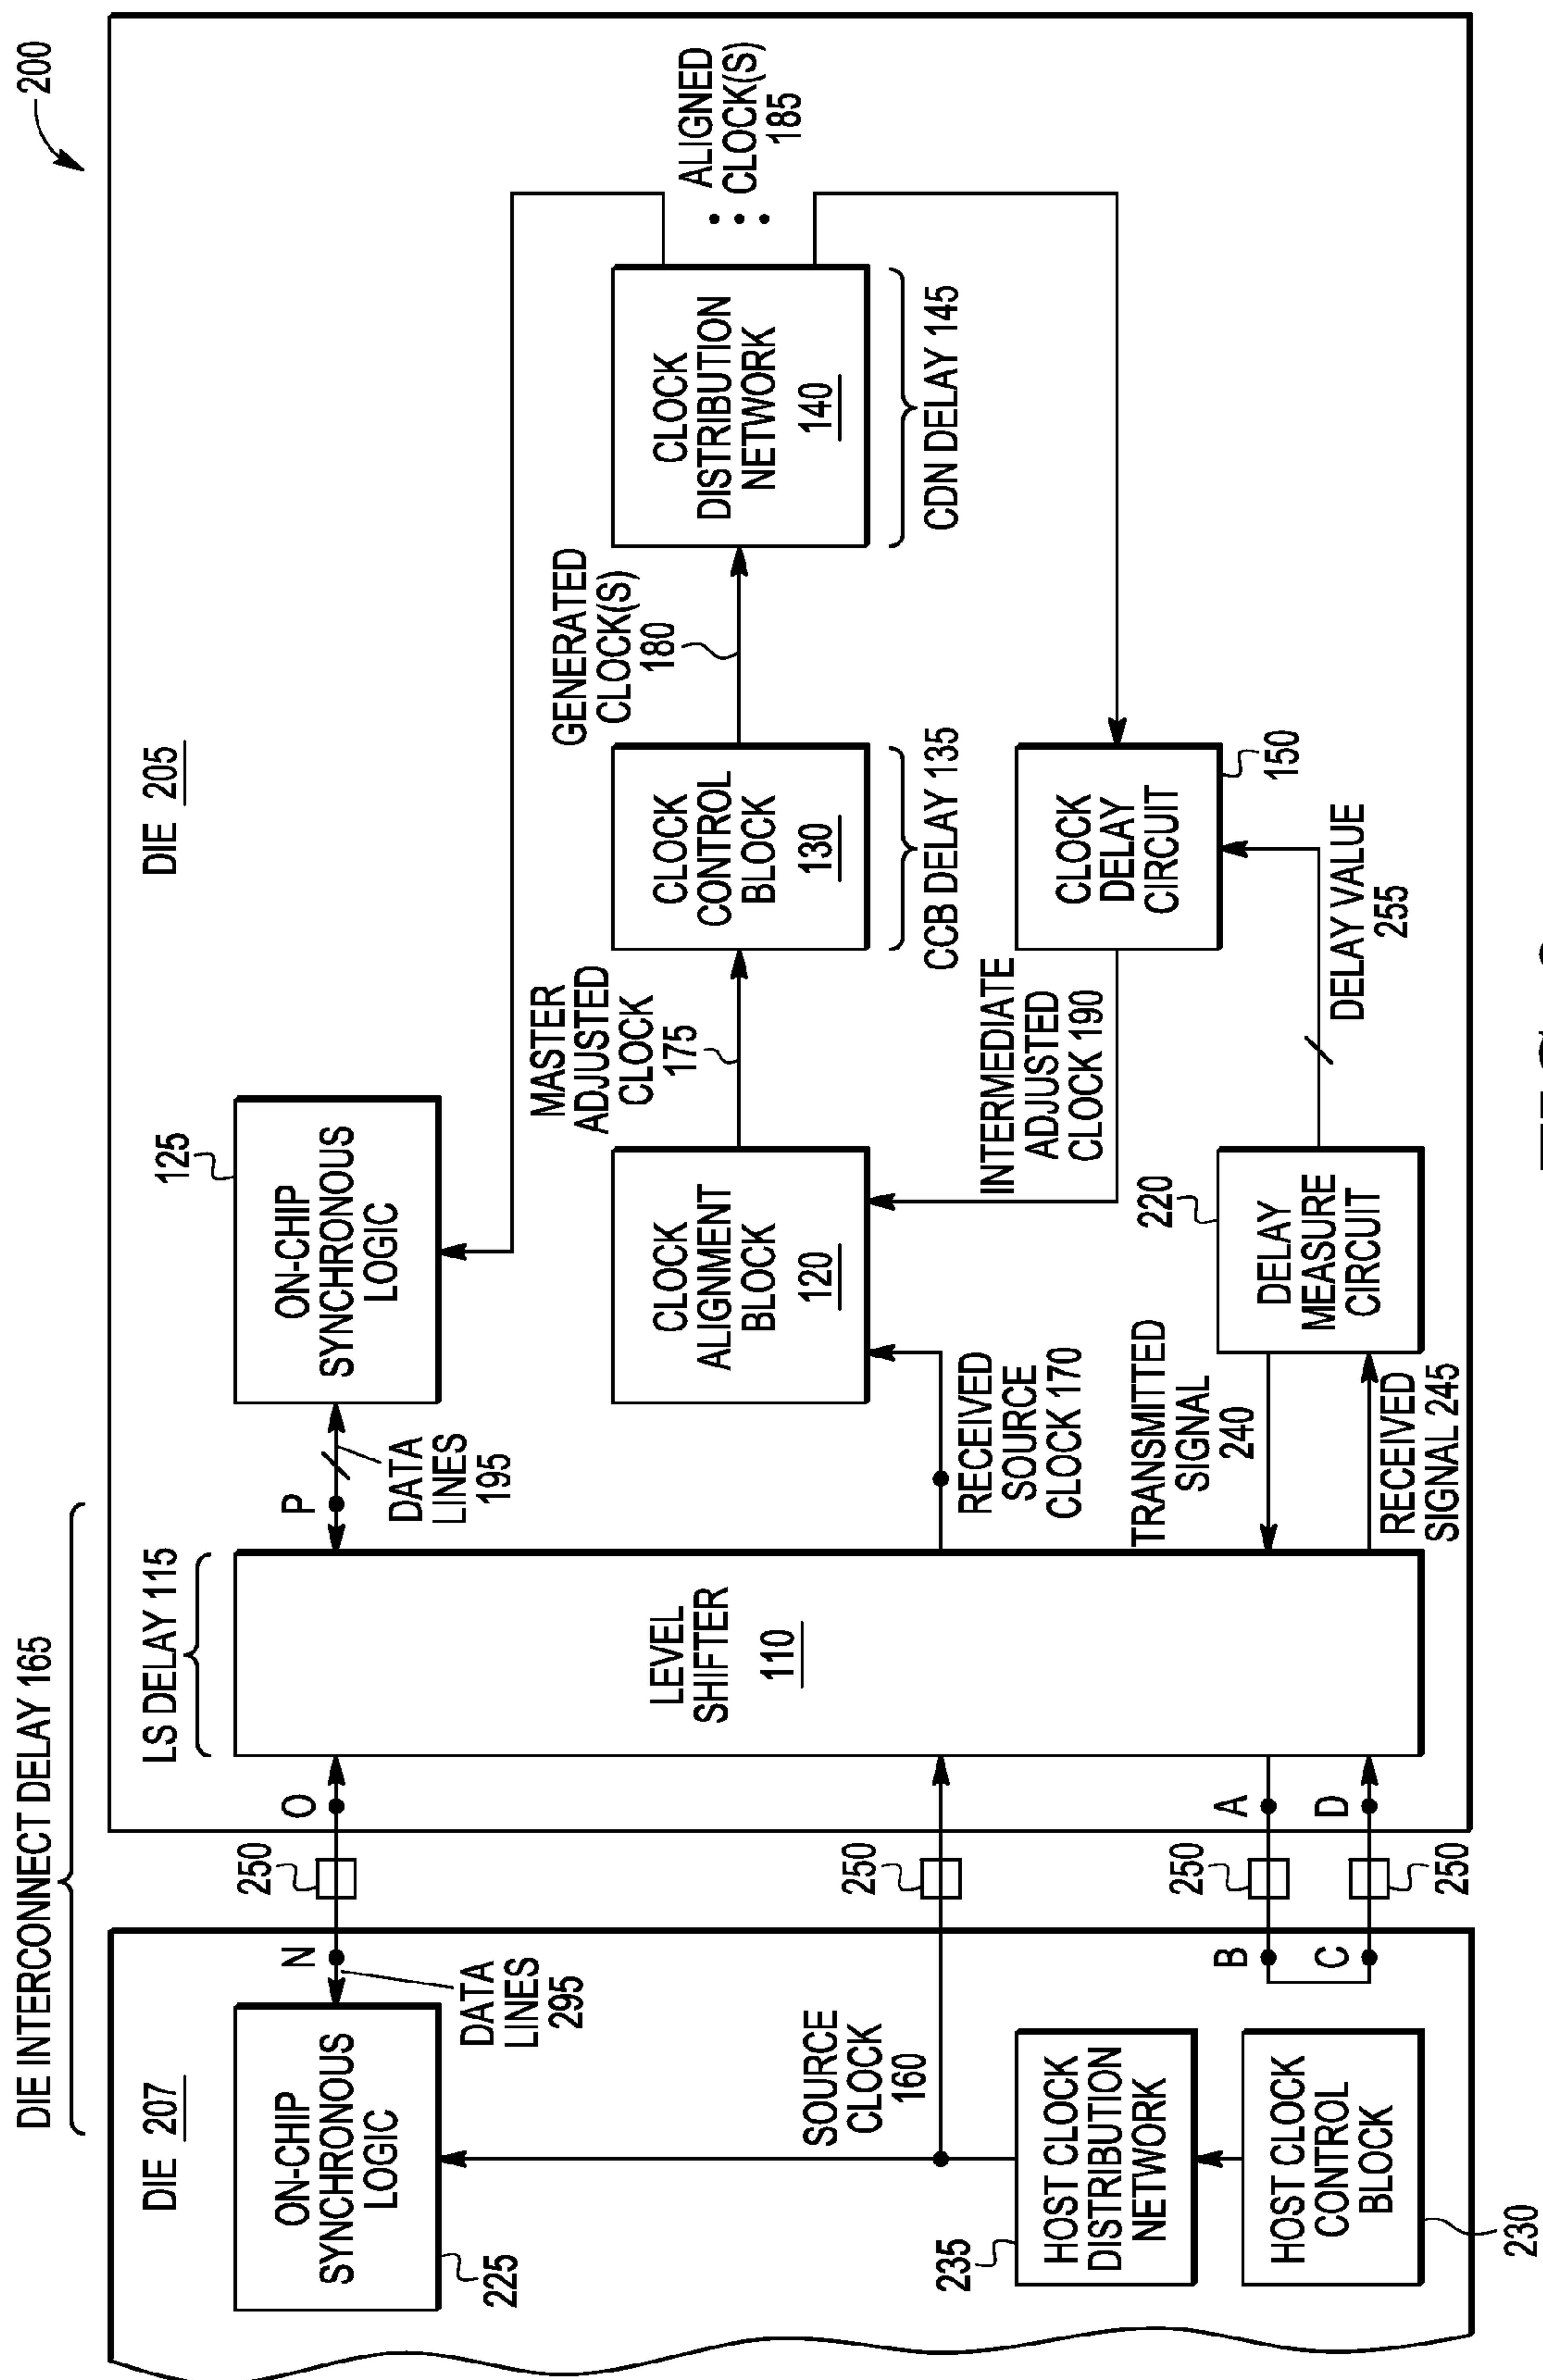 200
DIE INTERCONNECT DELAY 165
LS DELAY 115
DIE 207
DIE 205
ON-CHIP
SYNCHRONOUS
LOGIC
225
N
DATA
LINES
295
250
O
P
DATA
LINES
195
ON-CHIP
SYNCHRONOUS
LOGIC
125
LEVEL
SHIFTER
110
SOURCE
CLOCK
160
250
RECEIVED
SOURCE
CLOCK 170
CLOCK
ALIGNMENT
BLOCK
120
MASTER
ADJUSTED
CLOCK
175
CLOCK
CONTROL
BLOCK
130
CCB DELAY 135
GENERATED
CLOCK(S)
180
CLOCK
DISTRIBUTION
NETWORK
140
CDN DELAY 145
ALIGNED
CLOCK(S)
185
HOST CLOCK
DISTRIBUTION
NETWORK
235
HOST CLOCK
CONTROL
BLOCK
230
B
C
250
250
A
D
TRANSMITTED
SIGNAL
240
RECEIVED
SIGNAL 245
DELAY
MEASURE
CIRCUIT
220
INTERMEDIATE
ADJUSTED
CLOCK 190
CLOCK
DELAY
CIRCUIT
150
DELAY VALUE
255